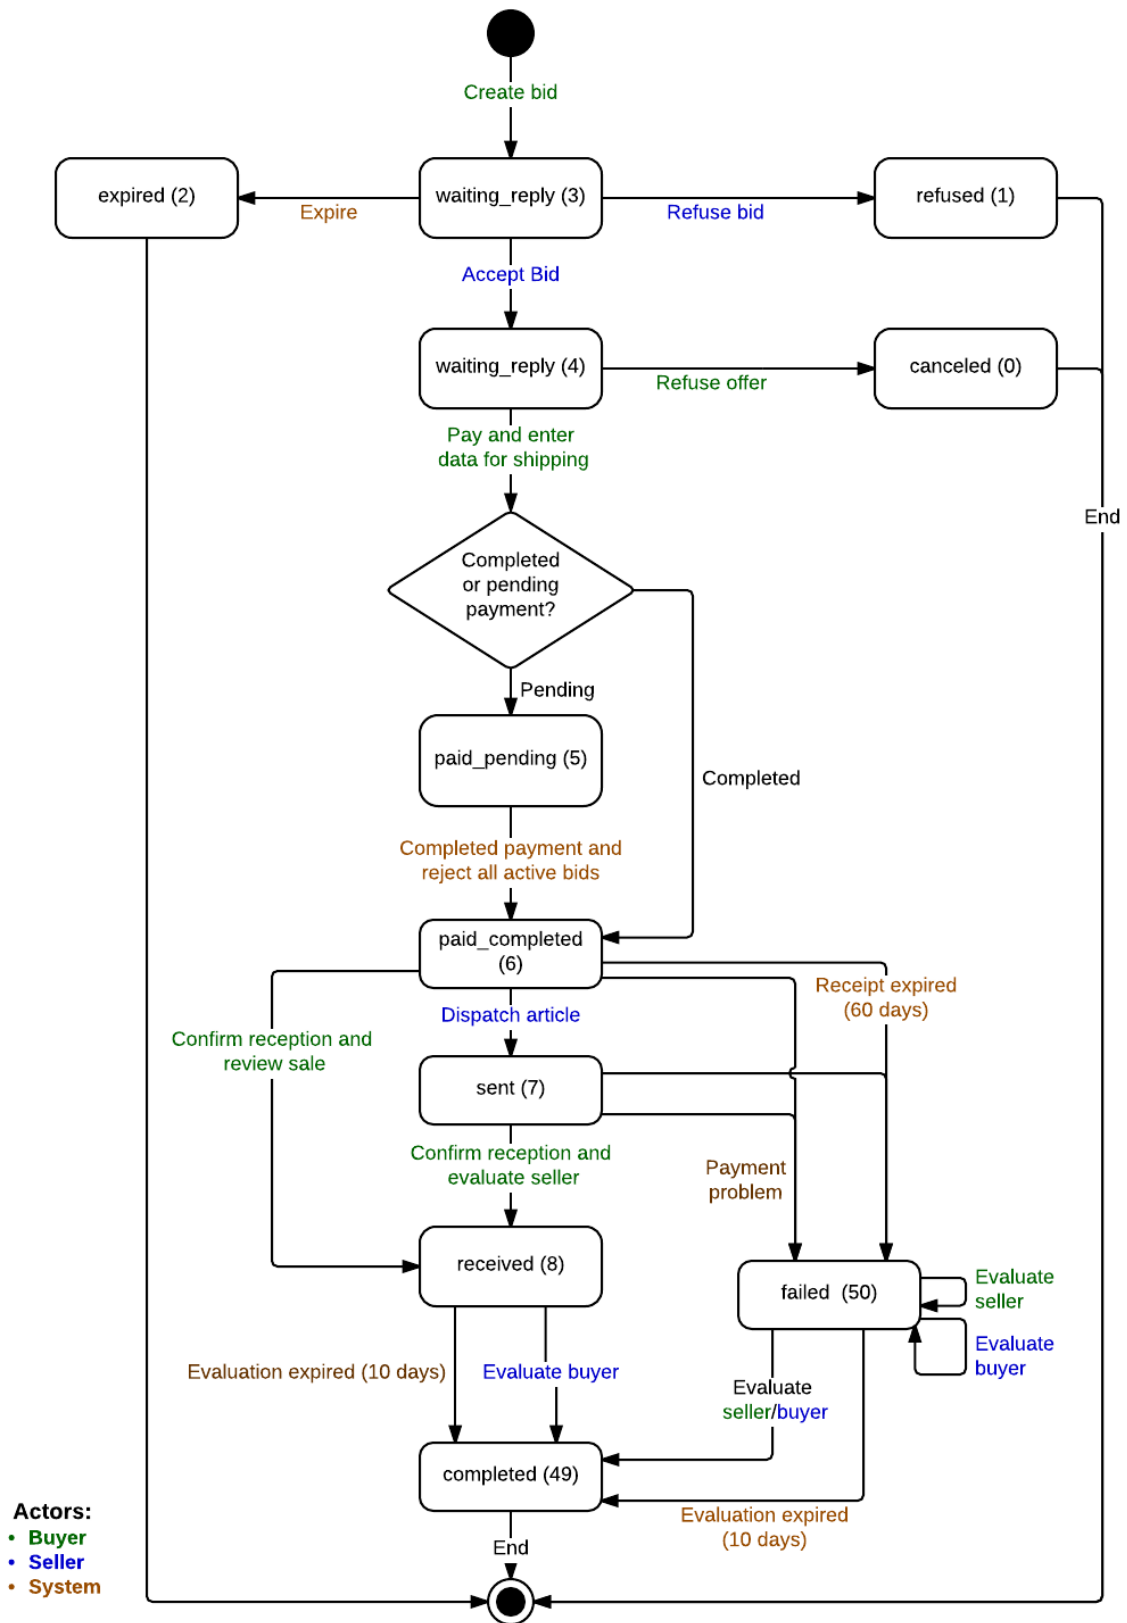 Create bid
expired (2)
waiting_reply (3)
refused (1)
Expire
Refuse bid
Accept Bid
waiting_reply (4)
canceled (0)
Refuse offer
Pay and enter
data for shipping
End
Completed
or pending
payment?
Pending
paid_pending (5)
Completed
Completed payment and
reject all active bids
paid_completed
(6)
Receipt expired
(60 days)
Dispatch article
Confirm reception and
review sale
sent (7)
Confirm reception and
evaluate seller
Payment
problem
received (8)
failed (50)
Evaluate
seller
Evaluate
buyer
Evaluation expired (10 days)
Evaluate buyer
Evaluate
seller/buyer
completed (49)
Evaluation expired
(10 days)
End
Actors:
• Buyer
• Seller
• System